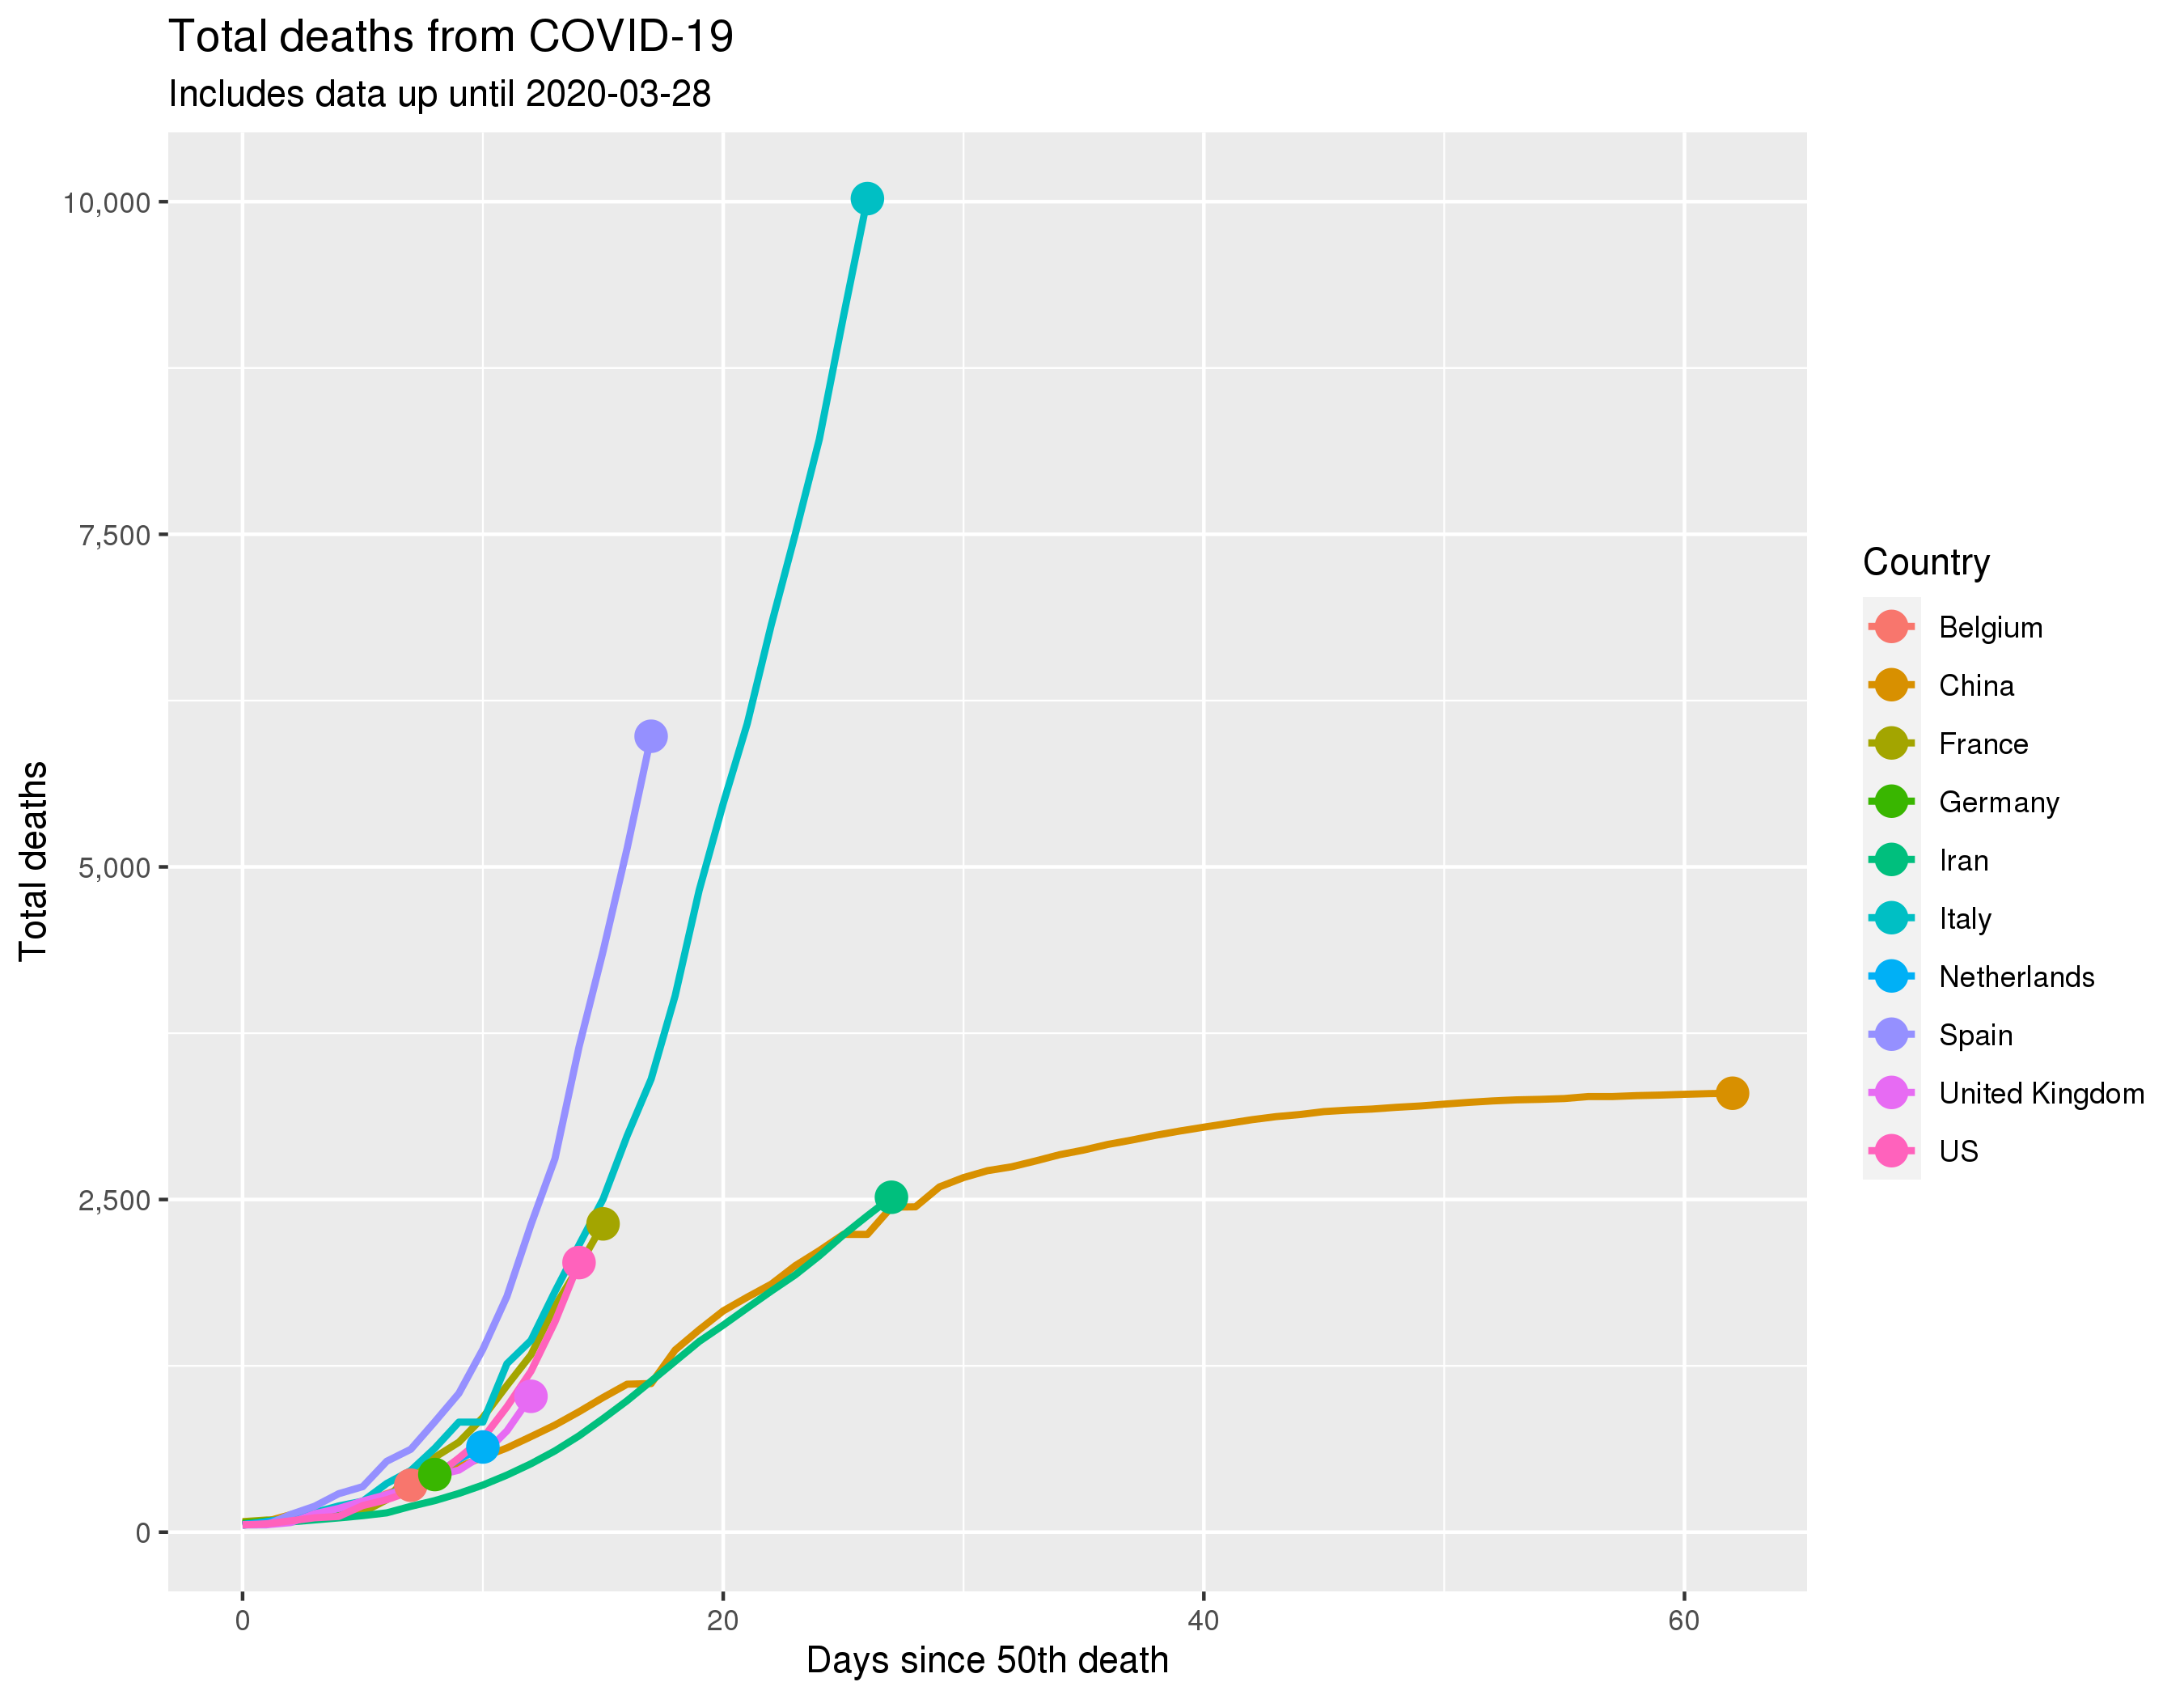 Total deaths from COVID-19
Includes data up until 2020-03-28
Total deaths
10,000
7,500
5,000
2,500
0
0
20
40
60
Days since 50th death
Country
Belgium
China
France
Germany
Iran
Italy
Netherlands
Spain
United Kingdom
US